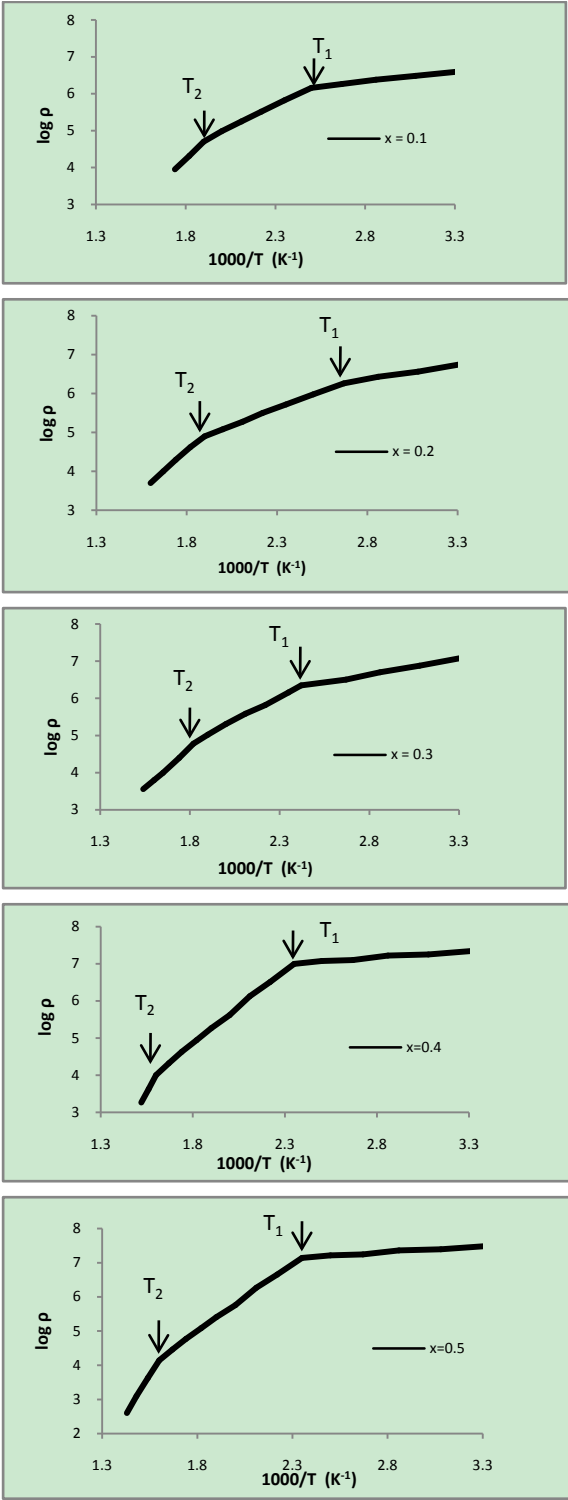 8
7
6
5
4
3
log ρ
T₂
T₁
x = 0.1
1.3 1.8 2.3 2.8 3.3
1000/T (K⁻¹)
8
7
6
5
4
3
log ρ
T₂
T₁
x = 0.2
1.3 1.8 2.3 2.8 3.3
1000/T (K⁻¹)
8
7
6
5
4
3
log ρ
T₂
T₁
x = 0.3
1.3 1.8 2.3 2.8 3.3
1000/T (K⁻¹)
8
7
6
5
4
3
log ρ
T₂
T₁
x=0.4
1.3 1.8 2.3 2.8 3.3
1000/T (K⁻¹)
8
7
6
5
4
3
2
log ρ
T₂
T₁
x=0.5
1.3 1.8 2.3 2.8 3.3
1000/T (K⁻¹)